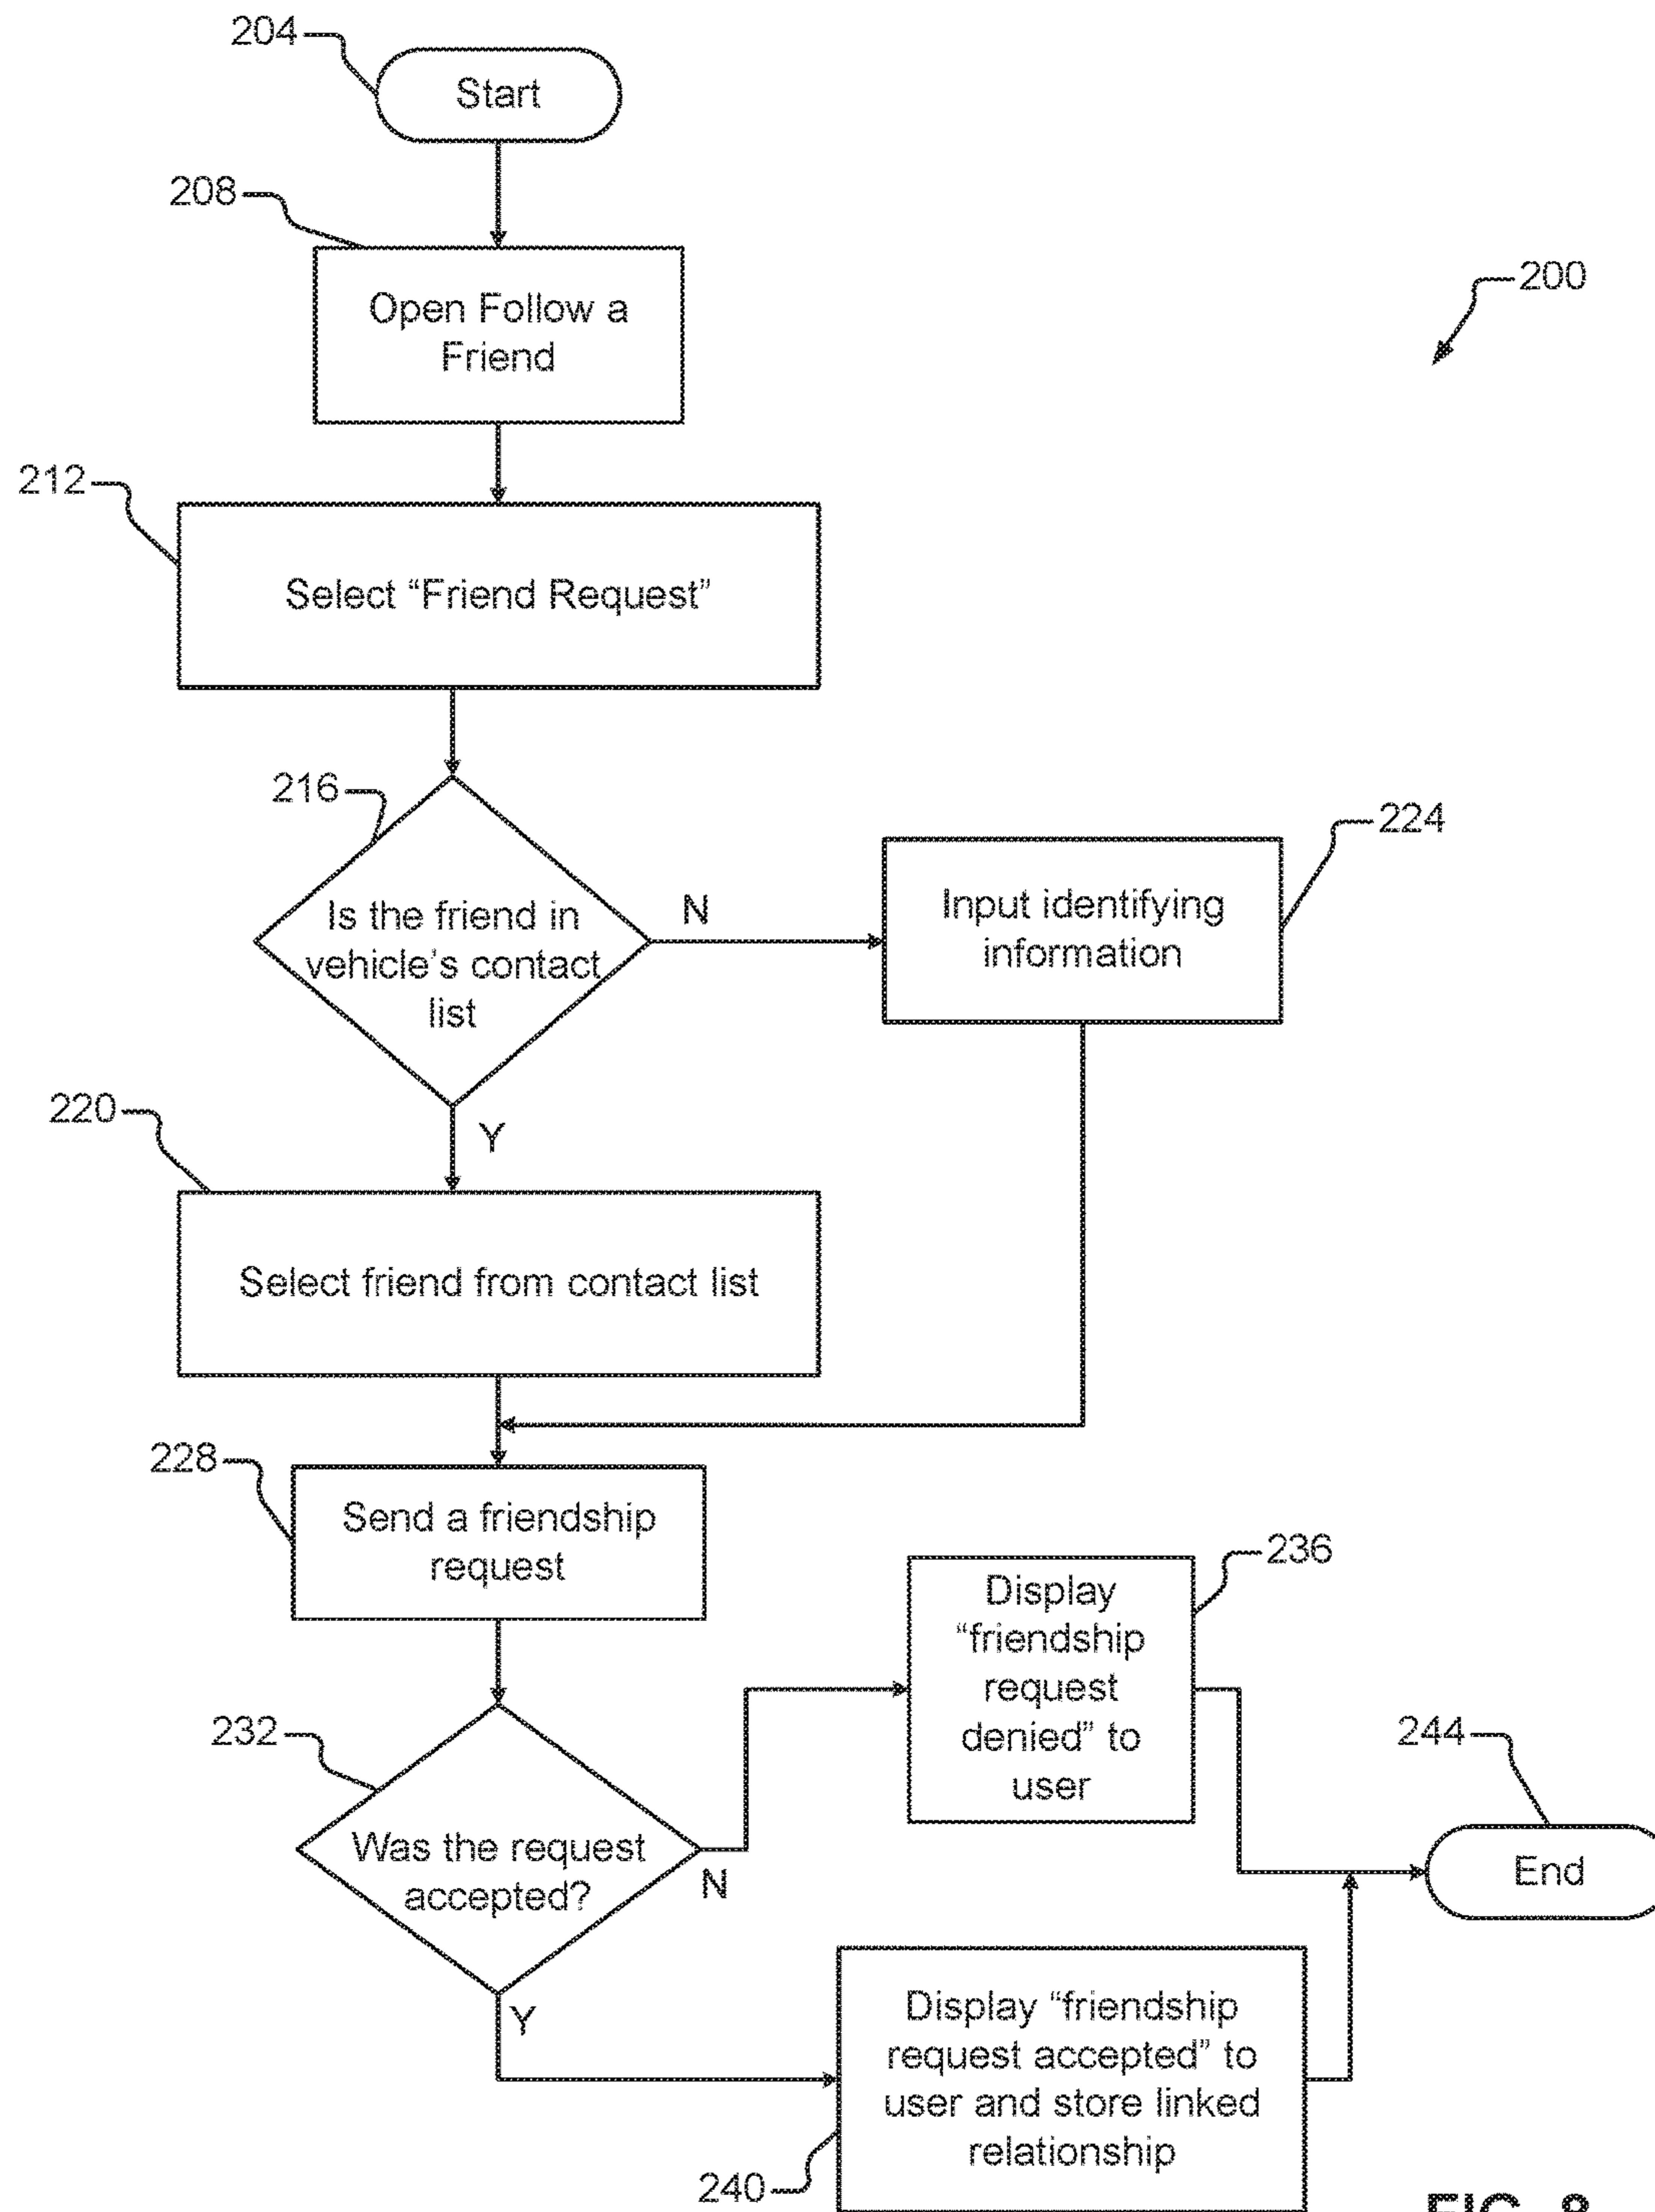 204
Start
208
Open Follow a
Friend
200
212
Select “Friend Request”
216
Is the friend in
vehicle’s contact
list
N
Input identifying
information
224
Y
220
Select friend from contact list
228
Send a friendship
request
236
Display
“friendship
request
denied” to
user
232
Was the request
accepted?
N
244
End
Y
Display “friendship
request accepted” to
user and store linked
relationship
240
FIG. 8